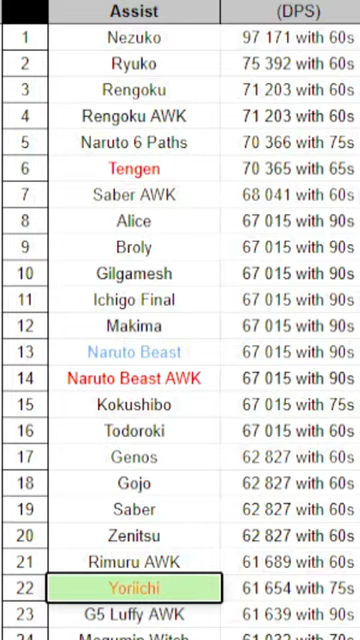 Assist (DPS)
1 Nezuko 97 171 with 60s
2 Ryuko 75 392 with 60s
3 Rengoku 71 203 with 60s
4 Rengoku AWK 71 203 with 60s
5 Naruto 6 Paths 70 366 with 75s
6 Tengen 70 365 with 65s
7 Saber AWK 68 041 with 60s
8 Alice 67 015 with 90s
9 Broly 67 015 with 90s
10 Gilgamesh 67 015 with 90s
11 Ichigo Final 67 015 with 90s
12 Makima 67 015 with 90s
13 Naruto Beast 67 015 with 90s
14 Naruto Beast AWK 67 015 with 90s
15 Kokushibo 67 015 with 75s
16 Todoroki 67 015 with 60s
17 Genos 62 827 with 60s
18 Gojo 62 827 with 60s
19 Saber 62 827 with 60s
20 Zenitsu 62 827 with 60s
21 Rimuru AWK 61 689 with 60s
22 Yoriichi 61 654 with 75s
23 G5 Luffy AWK 61 639 with 90s
24 Megumin Witch 61 032 with 70s